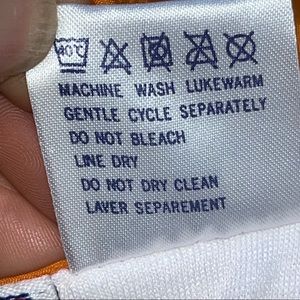 40°C
MACHINE WASH LUKEWARM
GENTLE CYCLE SEPARATELY
DO NOT BLEACH
LINE DRY
DO NOT DRY CLEAN
LAVER SEPAREMENT